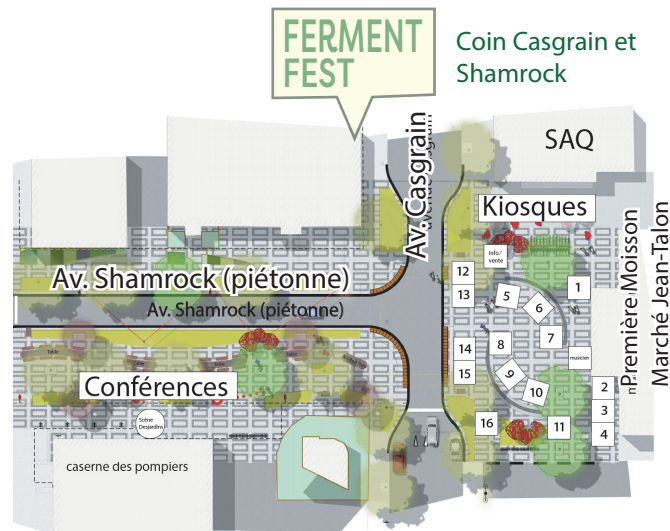 FERMENT
FEST
Coin Casgrain et
Shamrock
Av. Casgrain
SAQ
Kiosques
Info/
vente
Av. Shamrock (piétonne)
Av. Shamrock (piétonne)
12
13
5
6
1
7
14
8
musicien
15
9
10
2
3
16
11
4
Première Moisson
Marché Jean-Talon
Conférences
Scène
Desjardins
caserne des pompiers